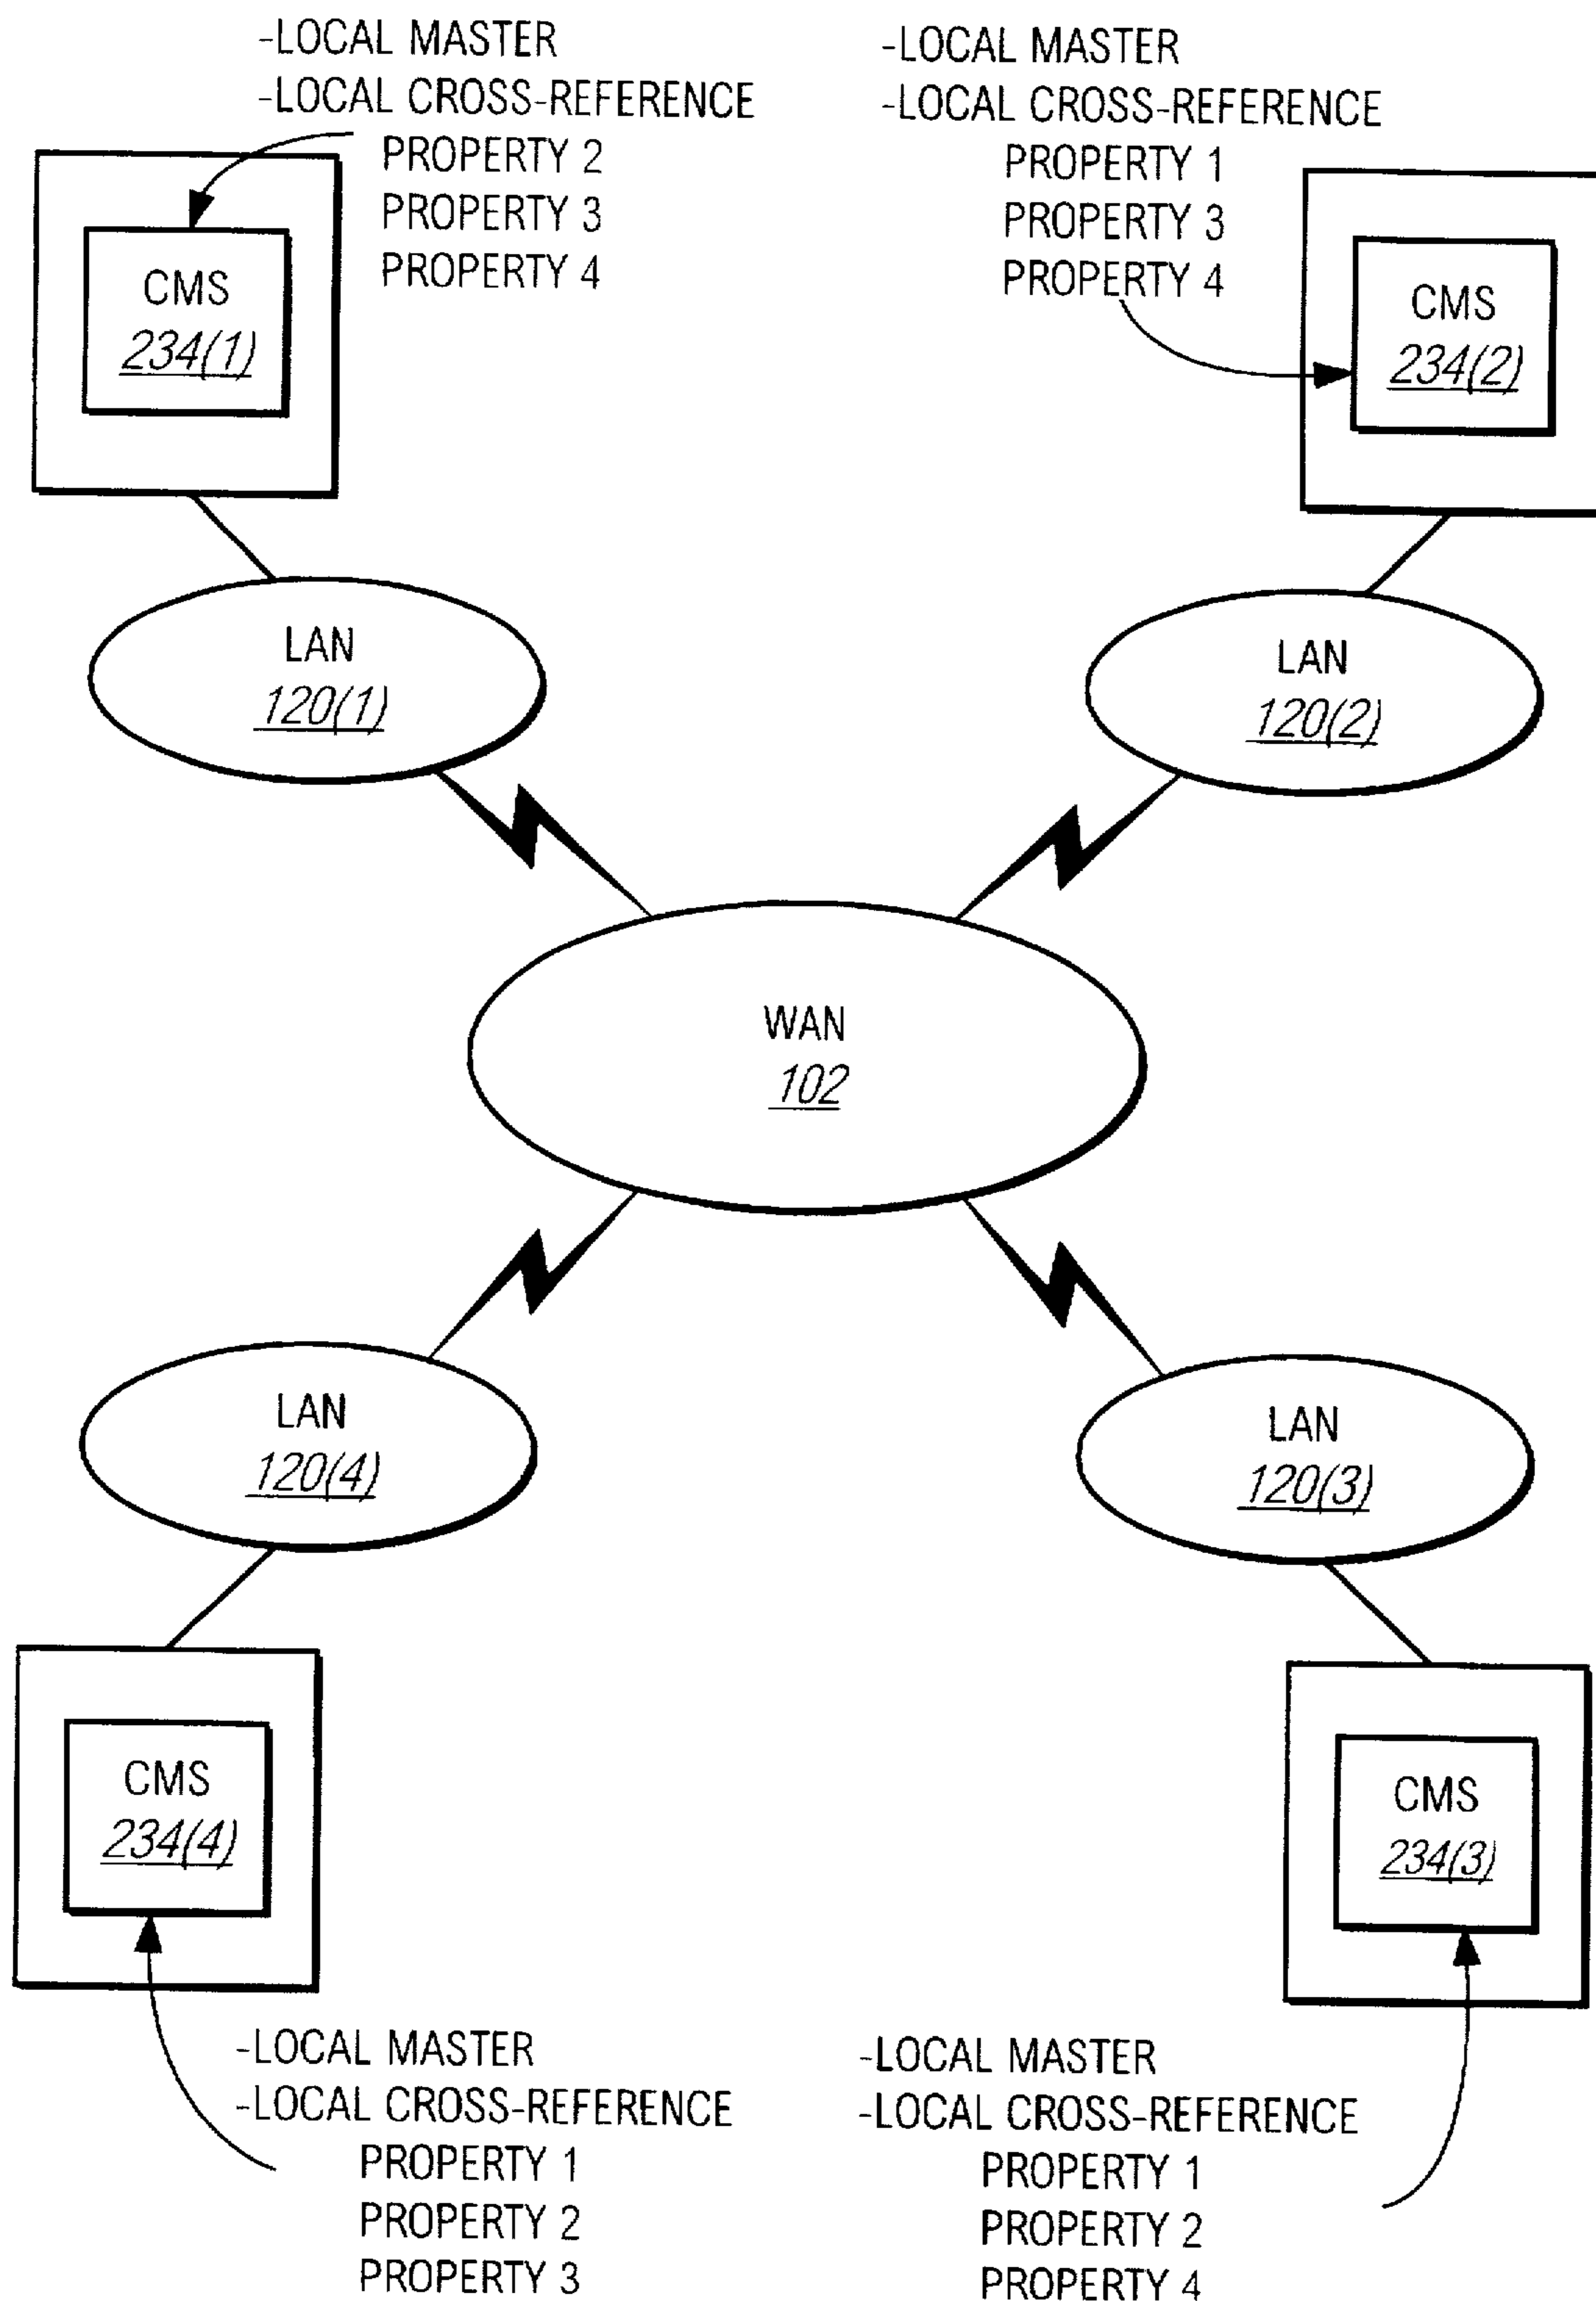 -LOCAL MASTER
-LOCAL CROSS-REFERENCE
PROPERTY 2
PROPERTY 3
PROPERTY 4
CMS
234(1)
-LOCAL MASTER
-LOCAL CROSS-REFERENCE
PROPERTY 1
PROPERTY 3
PROPERTY 4
CMS
234(2)
LAN
120(1)
LAN
120(2)
WAN
102
LAN
120(4)
LAN
120(3)
CMS
234(4)
CMS
234(3)
-LOCAL MASTER
-LOCAL CROSS-REFERENCE
PROPERTY 1
PROPERTY 2
PROPERTY 3
-LOCAL MASTER
-LOCAL CROSS-REFERENCE
PROPERTY 1
PROPERTY 2
PROPERTY 4